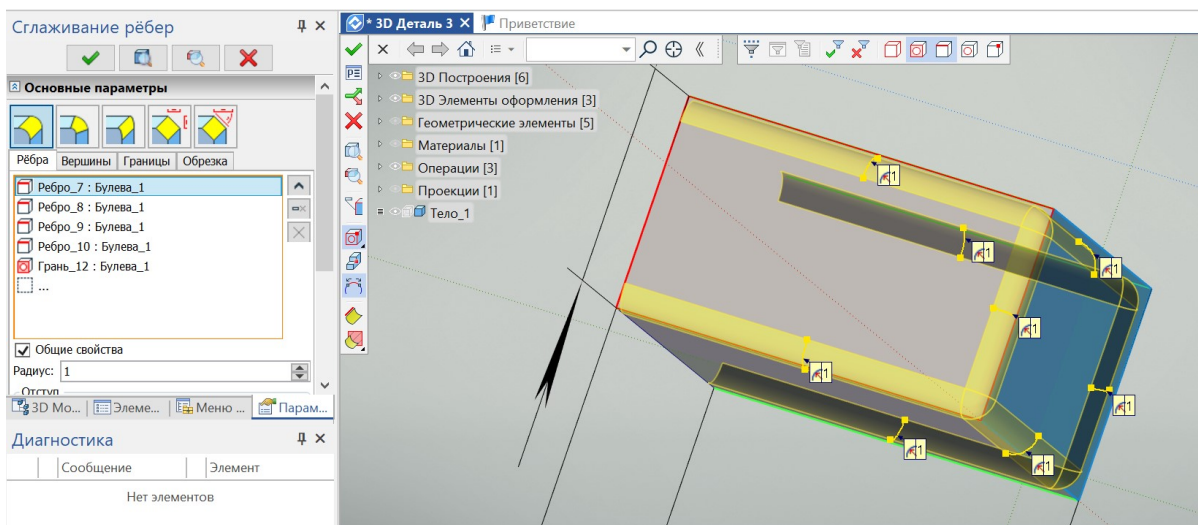 Сглаживание рёбер
Основные параметры
Рёбра Вершины Границы Обрезка
Ребро_7 : Булева_1
Ребро_8 : Булева_1
Ребро_9 : Булева_1
Ребро_10 : Булева_1
Грань_12 : Булева_1
...
Общие свойства
Радиус: 1
Отступ
3D Мо... Элеме... Меню ... Парам...
Диагностика
Сообщение Элемент
Нет элементов
* 3D Деталь 3 Приветствие
3D Построения [6]
3D Элементы оформления [3]
Геометрические элементы [5]
Материалы [1]
Операции [3]
Проекции [1]
Тело_1
1
1
1
1
1
1
1
1